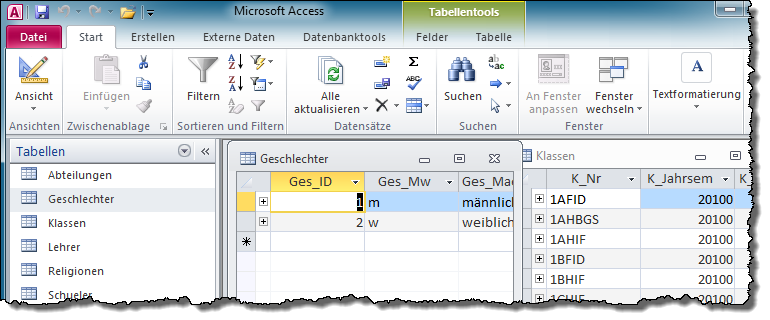 Microsoft Access
Tabellentools
Datei Start Erstellen Externe Daten Datenbanktools Felder Tabelle
Ansicht
Einfügen
Filtern
Alle aktualisieren
Suchen
An Fenster anpassen
Fenster wechseln
Textformatierung
Ansichten Zwischenablage Sortieren und Filtern Datensätze Suchen Fenster
Tabellen
Abteilungen
Geschlechter
Klassen
Lehrer
Religionen
Schueler
Geschlechter
Ges_ID Ges_Mw
1 m männlich
2 w weiblich
Klassen
K_Nr K_Jahrsem
1AFID 20100
1AHBGS 20100
1AHIF 20100
1BFID 20100
1BHIF 20100
1CHIF 20100